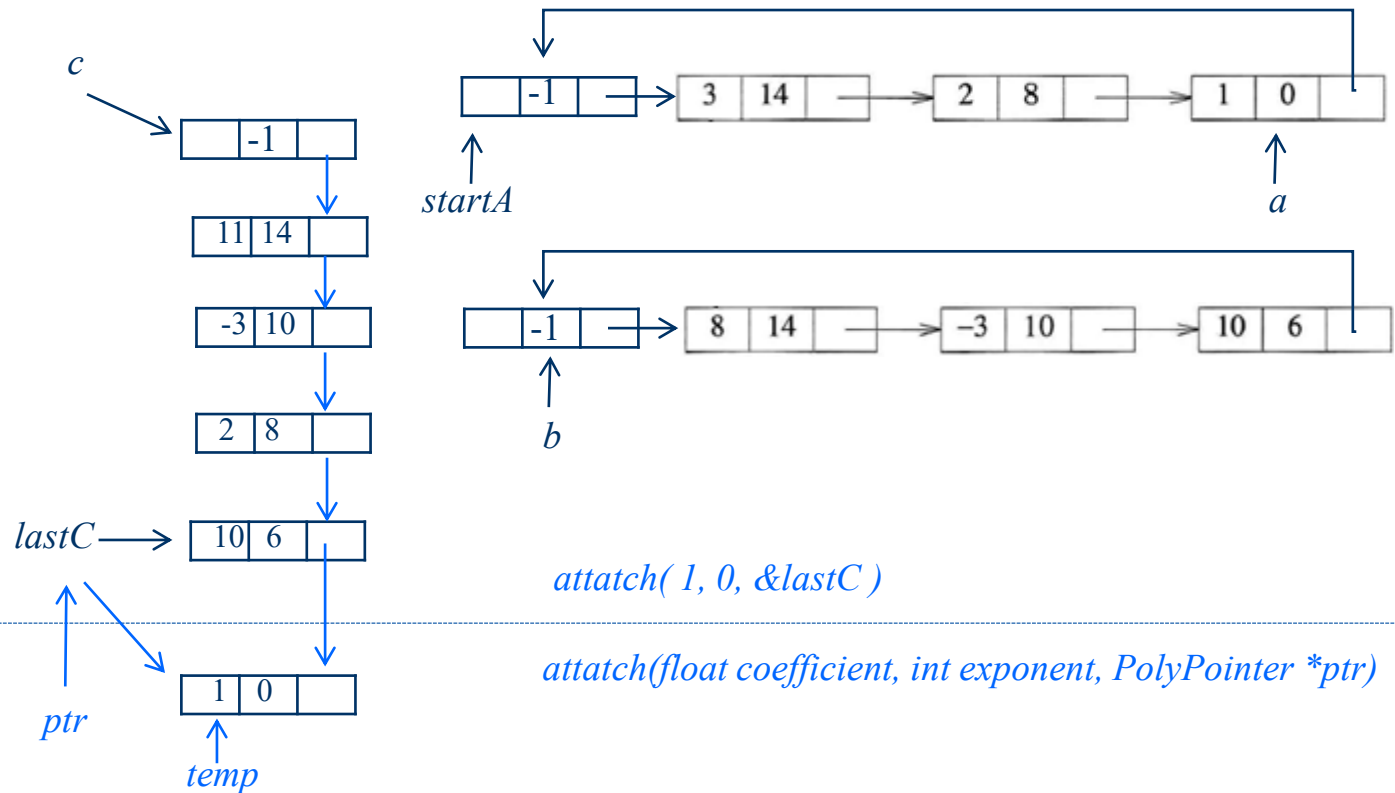 c
-1
11 14
-3 10
2 8
lastC
10 6
ptr
1 0
temp
-1
3 14
2 8
1 0
startA
a
-1
8 14
−3 10
10 6
b
attatch( 1, 0, &lastC )
attatch(float coefficient, int exponent, PolyPointer *ptr)